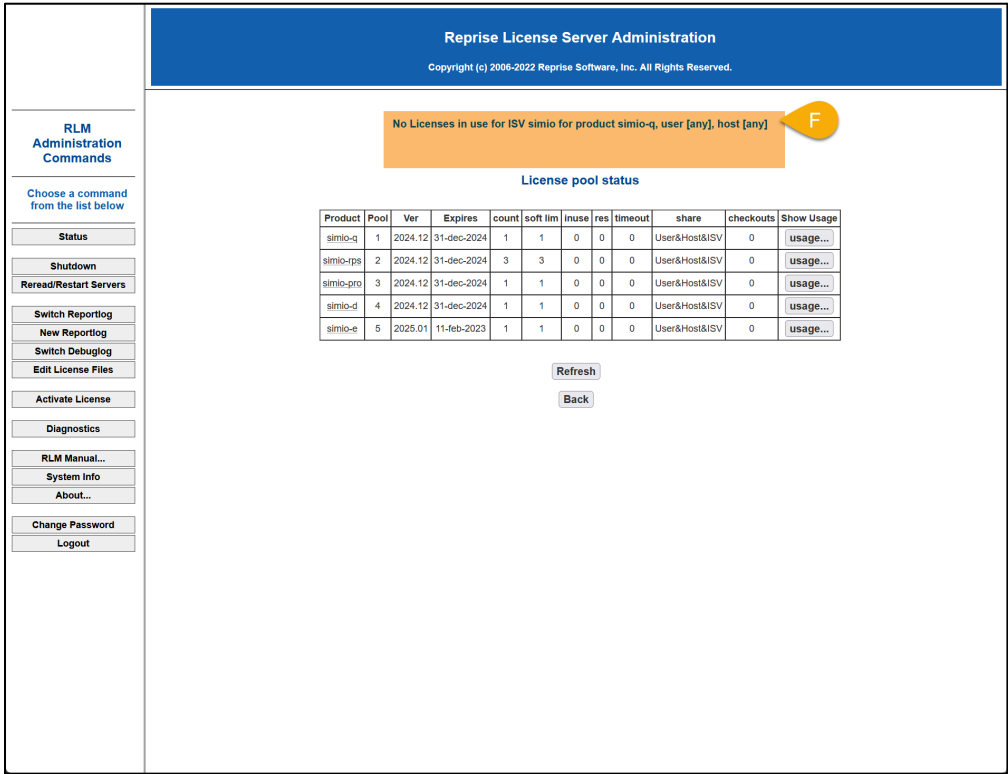 Reprise License Server Administration
Copyright (c) 2006-2022 Reprise Software, Inc. All Rights Reserved.
RLM
Administration
Commands
Choose a command
from the list below
Status
Shutdown
Reread/Restart Servers
Switch Reportlog
New Reportlog
Switch Debuglog
Edit License Files
Activate License
Diagnostics
RLM Manual...
System Info
About...
Change Password
Logout
No Licenses in use for ISV simio for product simio-q, user [any], host [any]
F
License pool status
Product Pool Ver Expires count soft lim inuse res timeout share checkouts Show Usage
simio-q 1 2024.12 31-dec-2024 1 1 0 0 0 User&Host&ISV 0 usage...
simio-rps 2 2024.12 31-dec-2024 3 3 0 0 0 User&Host&ISV 0 usage...
simio-pro 3 2024.12 31-dec-2024 1 1 0 0 0 User&Host&ISV 0 usage...
simio-d 4 2024.12 31-dec-2024 1 1 0 0 0 User&Host&ISV 0 usage...
simio-e 5 2025.01 11-feb-2023 1 1 0 0 0 User&Host&ISV 0 usage...
Refresh
Back